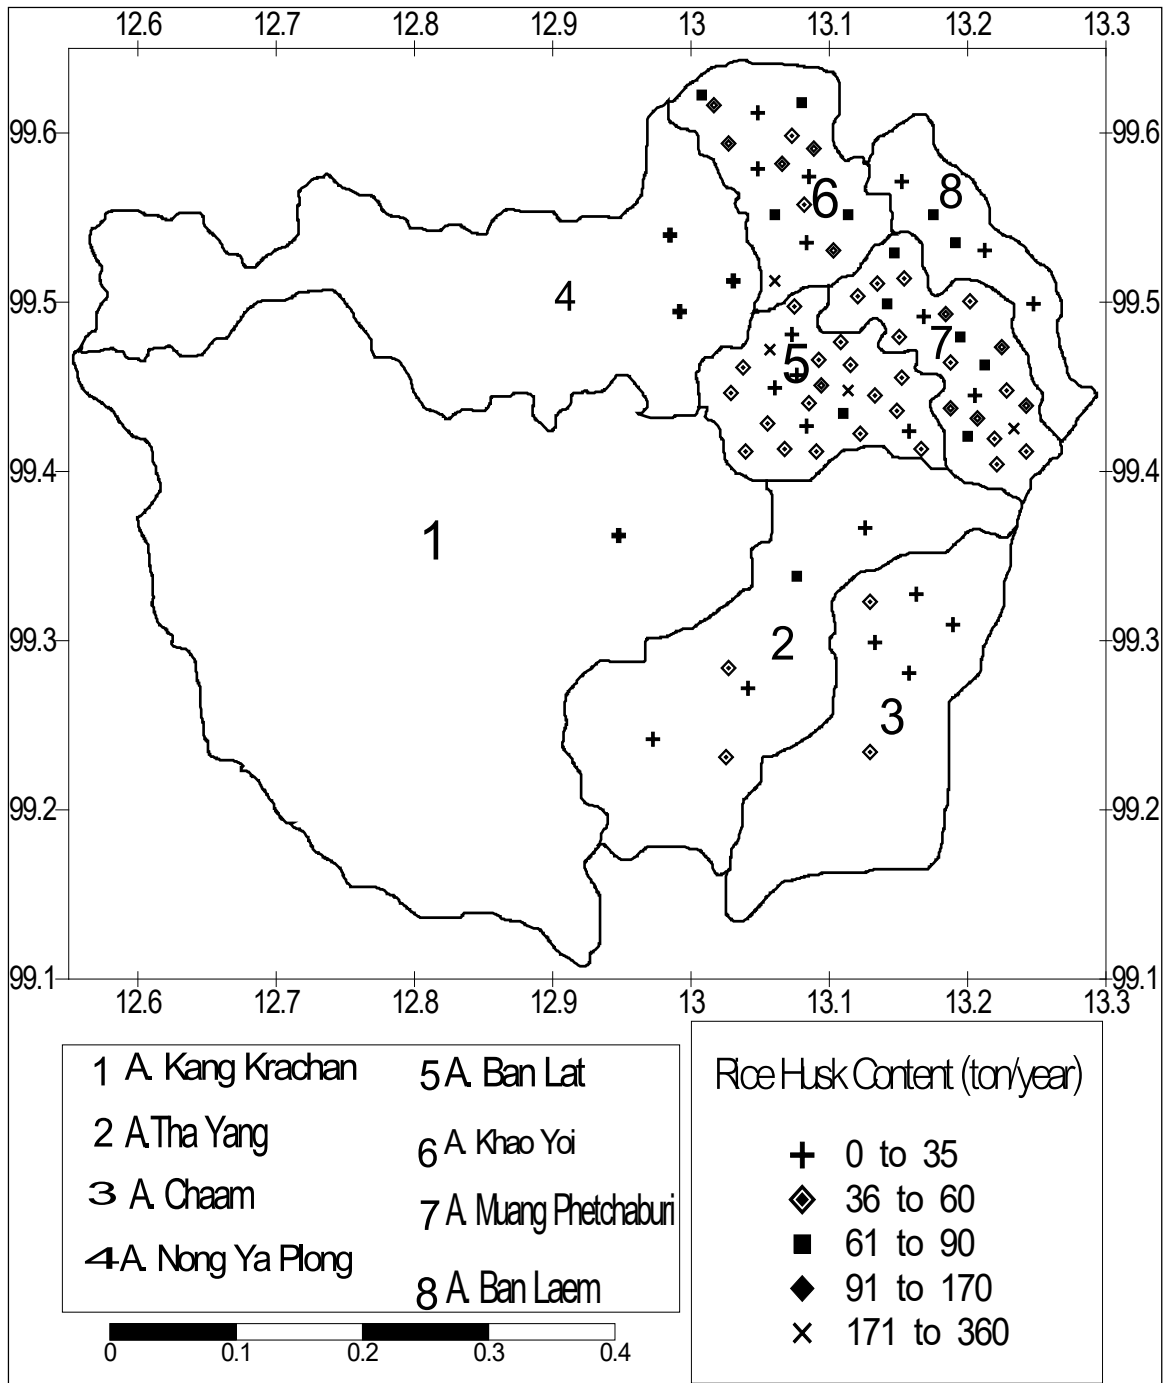 12.6 12.7 12.8 12.9 13 13.1 13.2 13.3
99.6 99.6
8
6
4
99.5 99.5
7
5
99.4 99.4
1
99.3 2 99.3
3
99.2 99.2
99.1 99.1
12.6 12.7 12.8 12.9 13 13.1 13.2 13.3
1 A. Kang Krachan
2 A.Tha Yang
3 A. Chaam
4 A. Nong Ya Plong
5 A. Ban Lat
6 A. Khao Yoi
7 A. Muang Phetchaburi
8 A. Ban Laem
0 0.1 0.2 0.3 0.4
Rice Husk Content (ton/year)
0 to 35
36 to 60
61 to 90
91 to 170
171 to 360